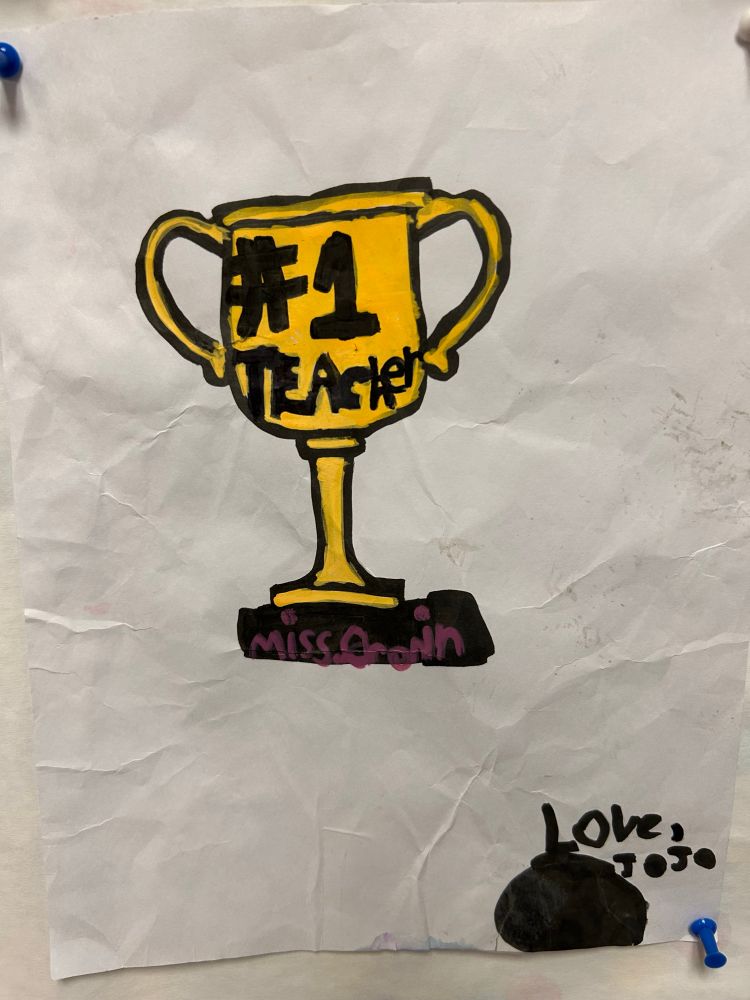 #1
TEAcher
miss
Love,
JoJo